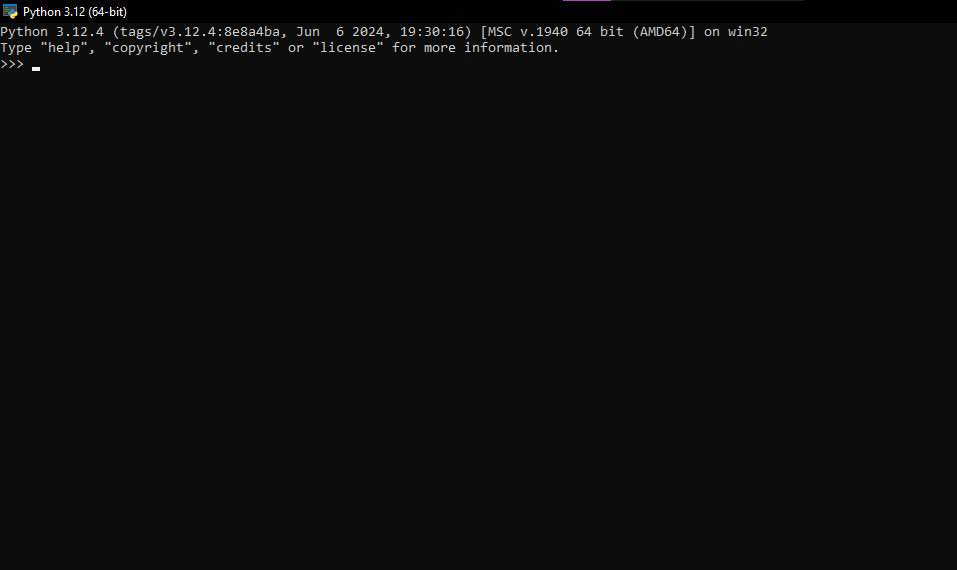 Python 3.12 (64-bit)
Python 3.12.4 (tags/v3.12.4:8e8a4ba, Jun  6 2024, 19:30:16) [MSC v.1940 64 bit (AMD64)] on win32
Type "help", "copyright", "credits" or "license" for more information.
>>>